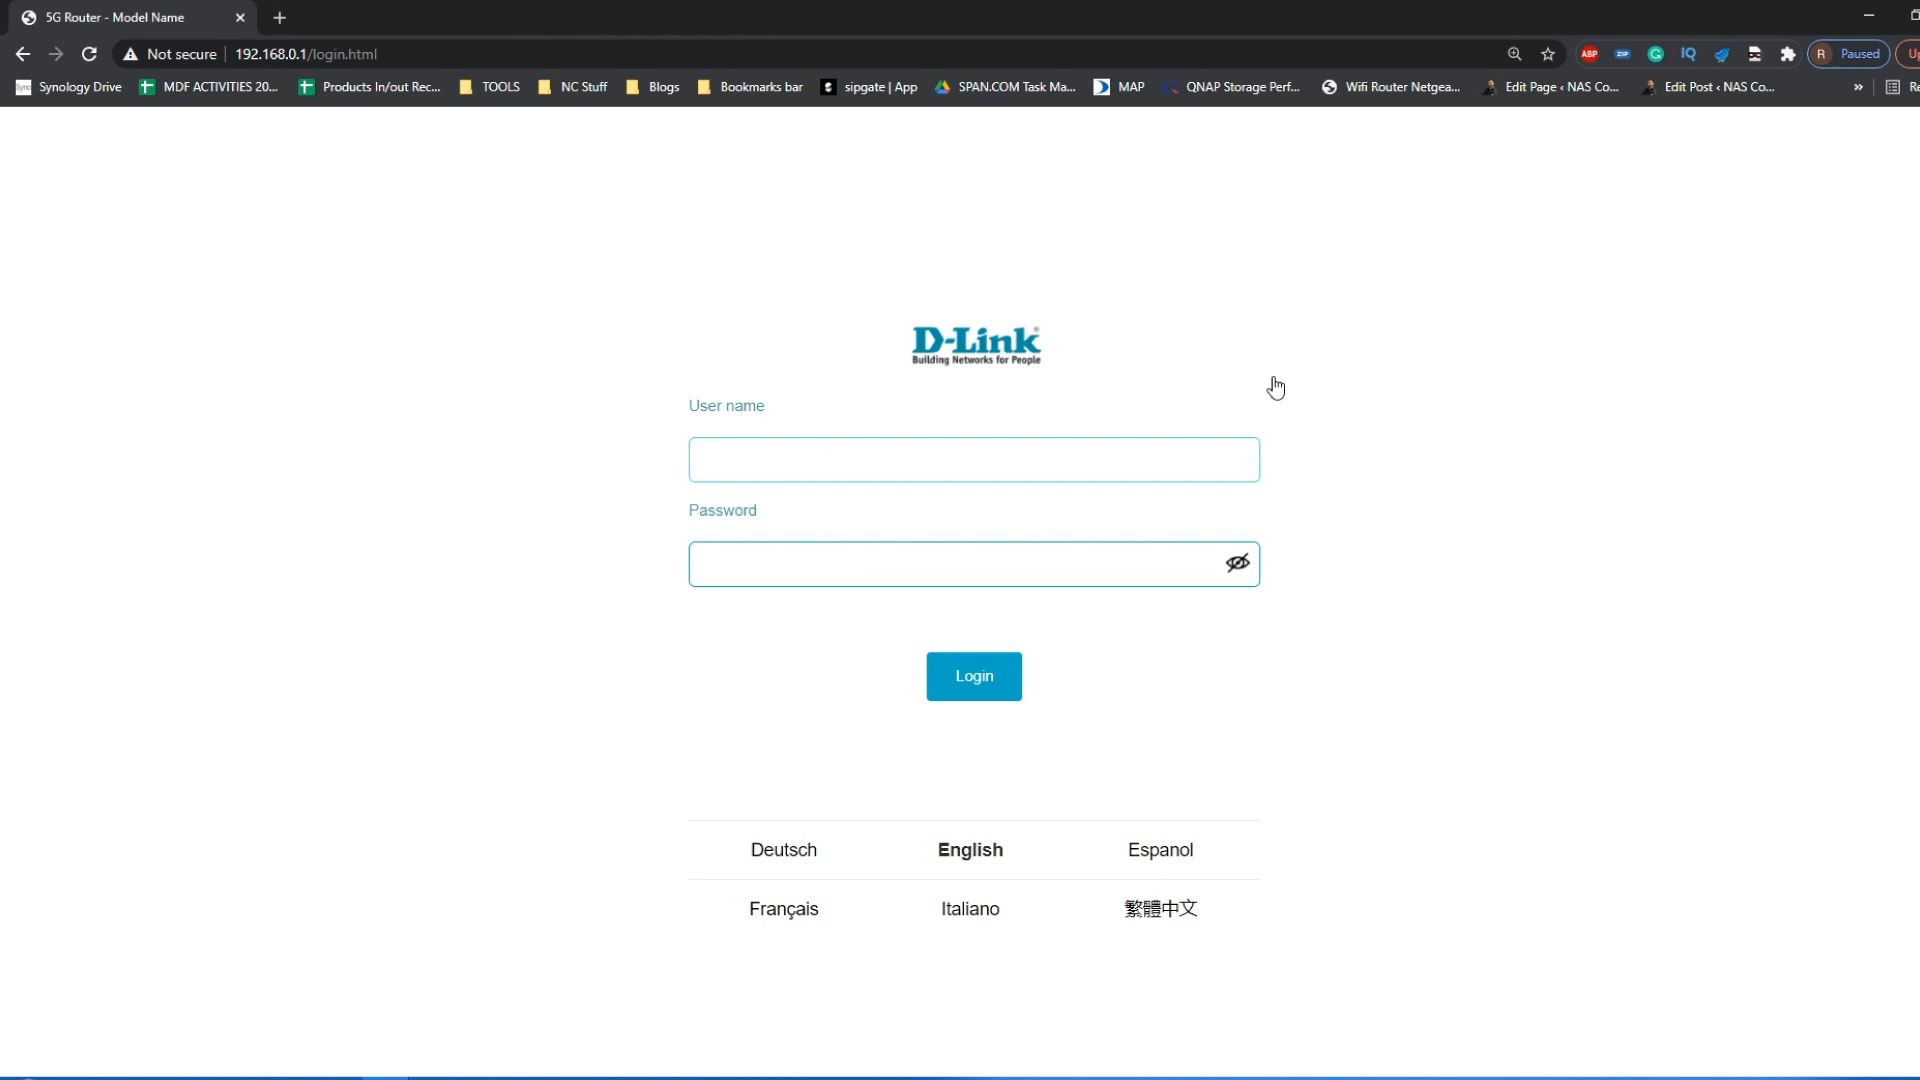 5G Router - Model Name
Not secure 192.168.0.1/login.html
ABP ZIP IQ R Paused
Synology Drive MDF ACTIVITIES 20... Products In/out Rec... TOOLS NC Stuff Blogs Bookmarks bar sipgate | App SPAN.COM Task Ma... MAP QNAP Storage Perf... Wifi Router Netgea... Edit Page ‹ NAS Co... Edit Post ‹ NAS Co... »
D-Link®
Building Networks for People
User name
Password
Login
Deutsch English Espanol
Français Italiano 繁體中文